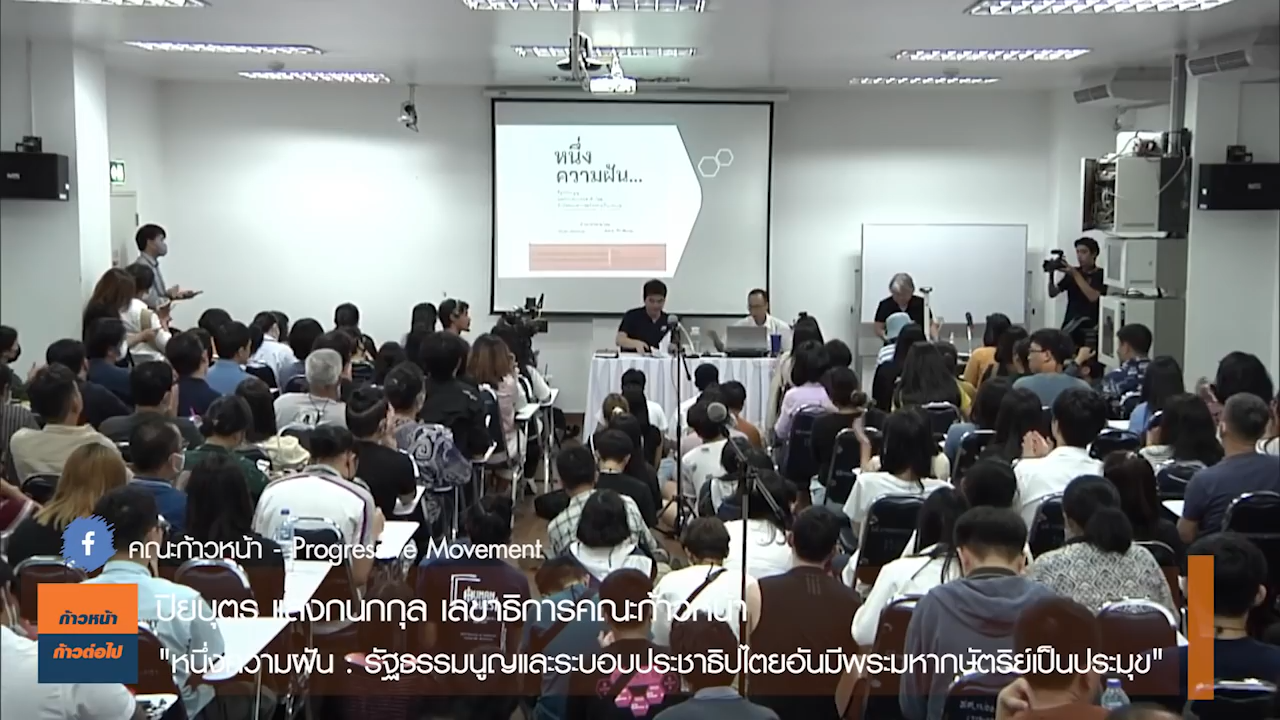 หนึ่ง
ความฝัน...
f คณะก้าวหน้า - Progressive Movement
ก้าวหน้า
ก้าวต่อไป
ปิยบุตร แสงกนกกุล เลขาธิการคณะก้าวหน้า
"หนึ่งความฝัน : รัฐธรรมนูญและระบอบประชาธิปไตยอันมีพระมหากษัตริย์เป็นประมุข"